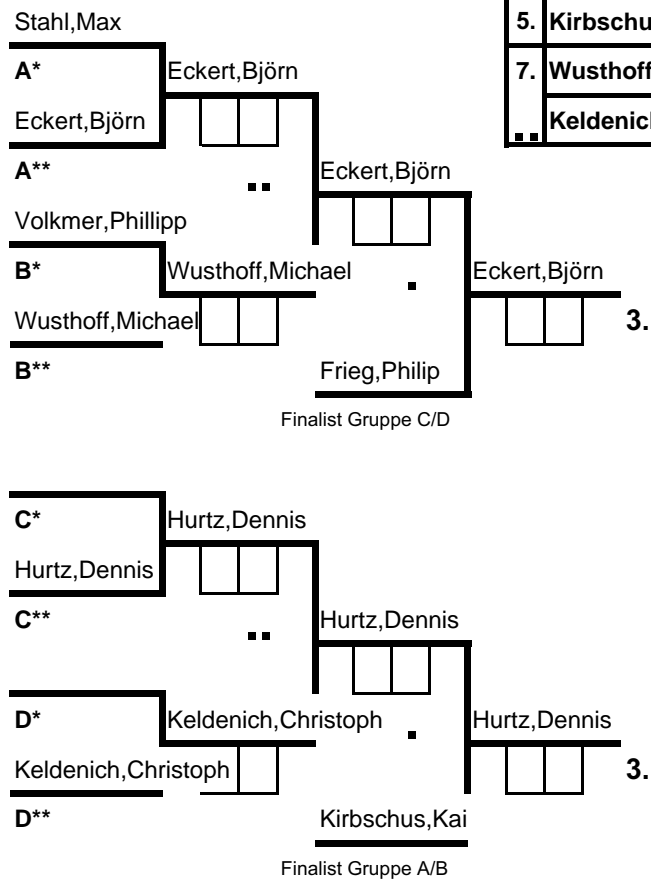 Stahl,Max
5. Kirbschu
A* Eckert,Björn
7. Wusthoff
Eckert,Björn
Keldenich
A** Eckert,Björn
Volkmer,Phillipp
B* Wusthoff,Michael Eckert,Björn
Wusthoff,Michael 3.
B** Frieg,Philip
Finalist Gruppe C/D
C* Hurtz,Dennis
Hurtz,Dennis
C** Hurtz,Dennis
D* Keldenich,Christoph Hurtz,Dennis
Keldenich,Christoph 3.
D** Kirbschus,Kai
Finalist Gruppe A/B